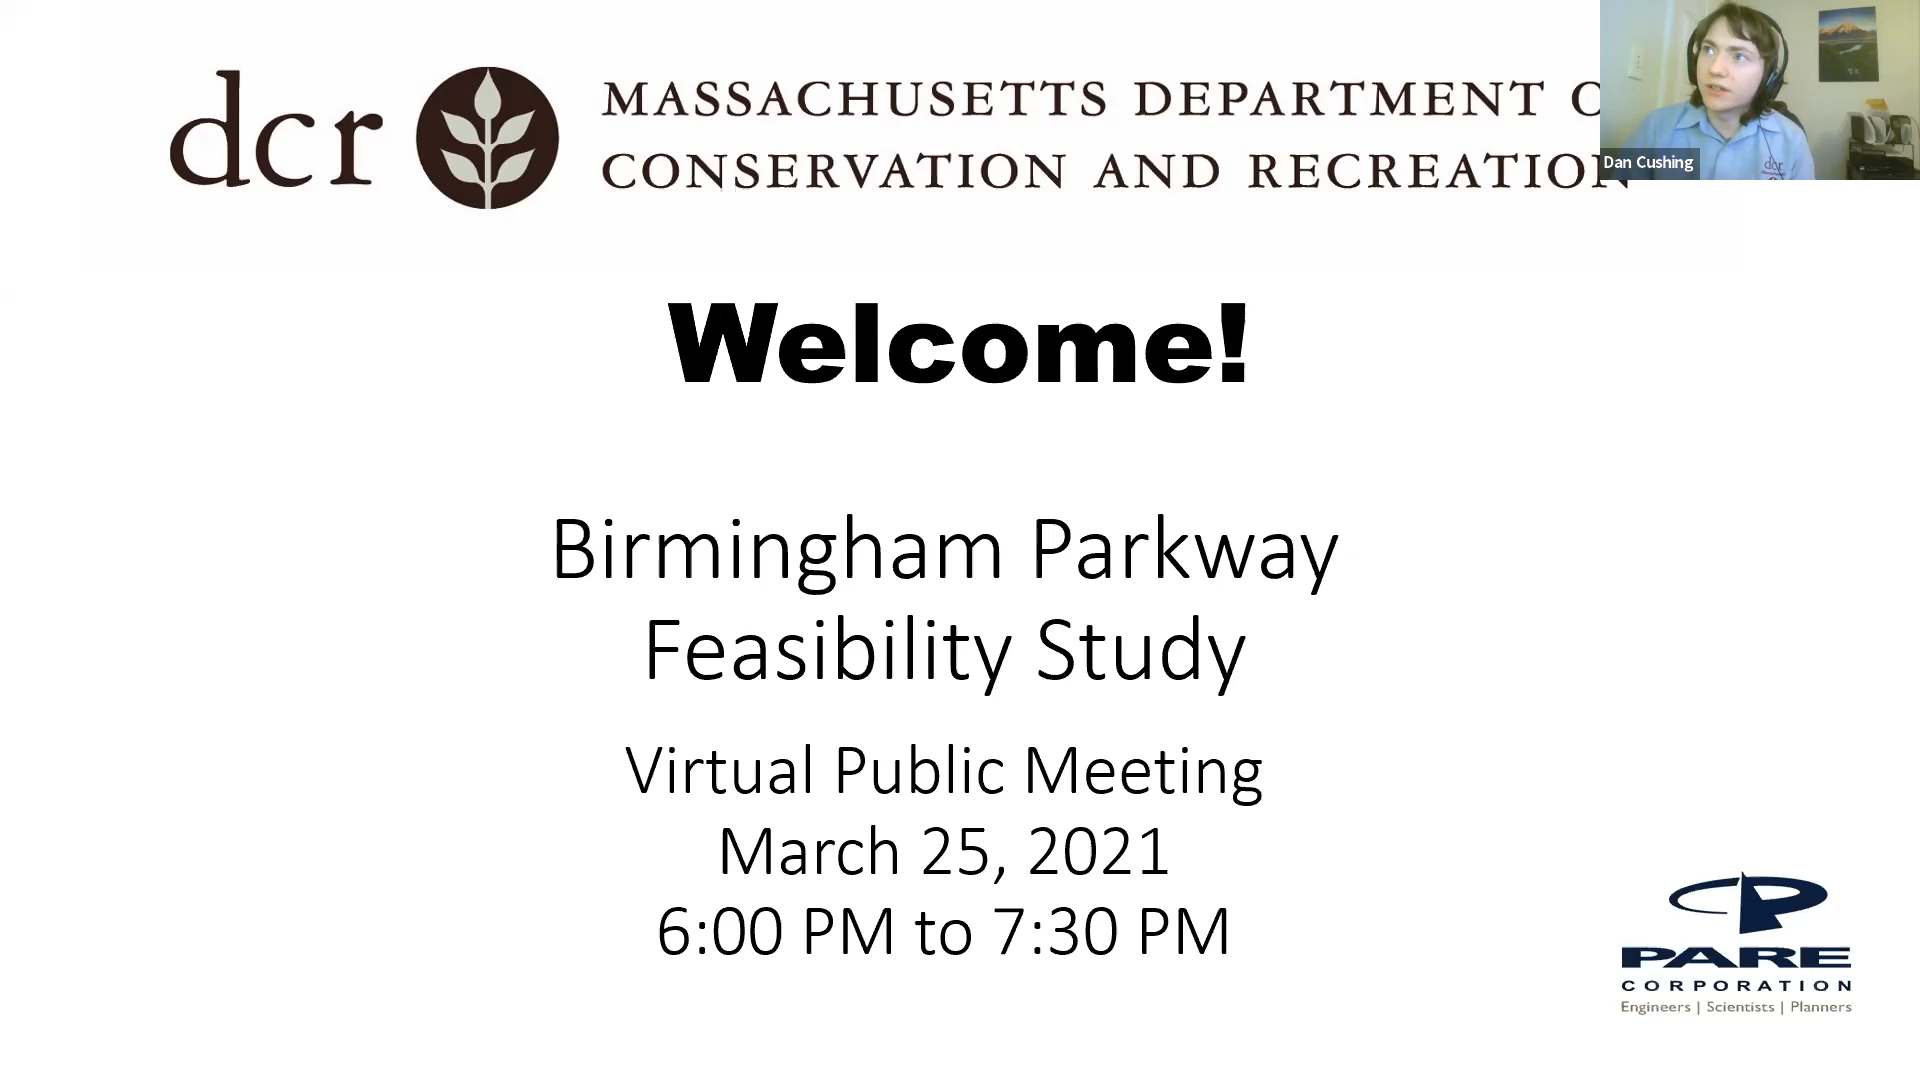 dcr
MASSACHUSETTS DEPARTMENT
CONSERVATION AND RECREATION
Dan Cushing
dcr
Welcome!
Birmingham Parkway
Feasibility Study
Virtual Public Meeting
March 25, 2021
6:00 PM to 7:30 PM
PARE
CORPORATION
Engineers | Scientists | Planners